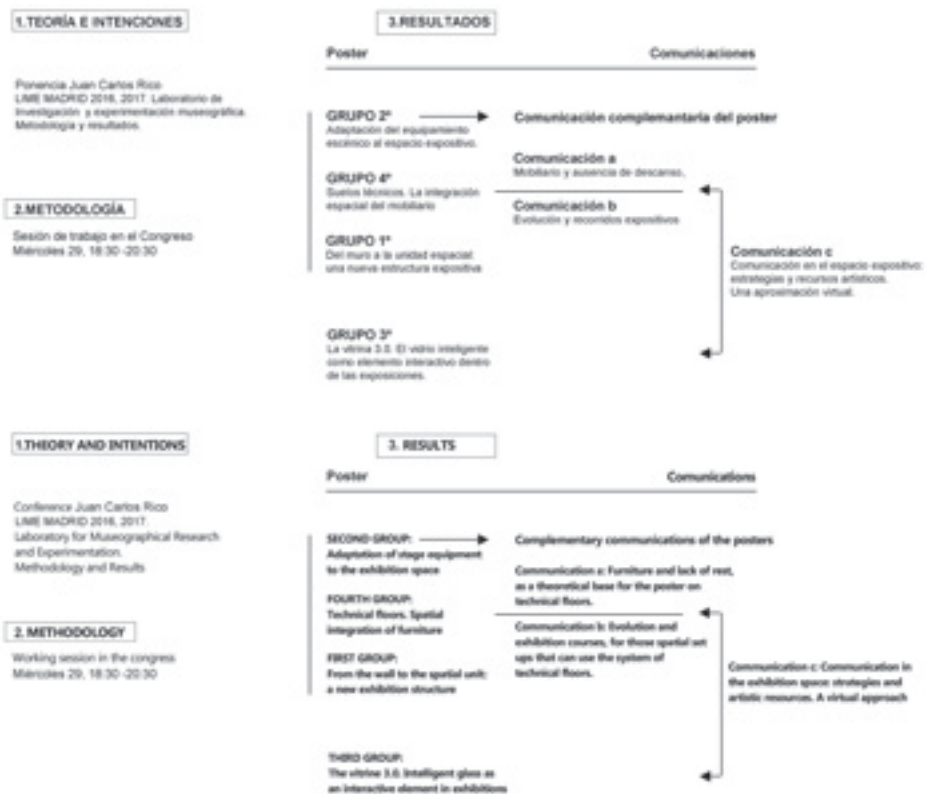 1.TEORÍA E INTENCIONES
Ponencia Juan Carlos Rico
LIME MADRID 2016, 2017. Laboratorio de
Investigación y experimentación museográfica.
Metodología y resultados.
2.METODOLOGÍA
Sesión de trabajo en el Congreso
Miércoles 29, 18:30 -20:30
3.RESULTADOS
Poster
Comunicaciones
GRUPO 2º
Adaptación del equipamiento
escénico al espacio expositivo.
GRUPO 4º
Suelos técnicos. La integración
espacial del mobiliario
GRUPO 1º
Del muro a la unidad espacial:
una nueva estructura expositiva
GRUPO 3º
La vitrina 3.0. El vidrio inteligente
como elemento interactivo dentro
de las exposiciones.
Comunicación complemantaria del poster
Comunicación a
Mobiliario y ausencia de descanso.
Comunicación b
Evolución y recorridos expositivos
Comunicación c
Comunicación en el espacio expositivo:
estrategias y recursos artísticos.
Una aproximación virtual.
1.THEORY AND INTENTIONS
Conference Juan Carlos Rico
LIME MADRID 2016, 2017.
Laboratory for Museographical Research
and Experimentation.
Methodology and Results
2. METHODOLOGY
Working session in the congress
Miércoles 29, 18:30 -20:30
3. RESULTS
Poster
Comunications
SECOND GROUP:
Adaptation of stage equipment
to the exhibition space
FOURTH GROUP:
Technical floors. Spatial
integration of furniture
FIRST GROUP:
From the wall to the spatial unit:
a new exhibition structure
THIRD GROUP:
The vitrine 3.0. Intelligent glass as
an interactive element in exhibitions
Complementary communications of the posters
Communication a: Furniture and lack of rest,
as a theoretical base for the poster on
technical floors.
Communication b: Evolution and
exhibition courses, for those spatial set
ups that can use the system of
technical floors.
Communication c: Communication in
the exhibition space: strategies and
artistic resources. A virtual approach